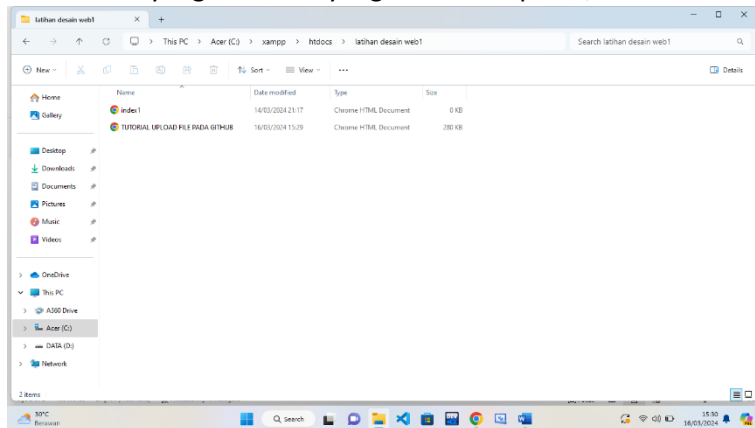 latihan desain web1
This PC > Acer (C:) > xampp > htdocs > latihan desain web1
Search latihan desain web1
New Sort View ... Details
Name Date modified Type Size
index1 14/03/2024 21:17 Chrome HTML Document 0 KB
TUTORIAL UPLOAD FILE PADA GITHUB 16/03/2024 15:29 Chrome HTML Document 280 KB
Home
Gallery
Desktop
Downloads
Documents
Pictures
Music
Videos
OneDrive
This PC
A360 Drive
Acer (C:)
DATA (D:)
Network
2 items
30°C
Berawan
Search
15:30
16/03/2024